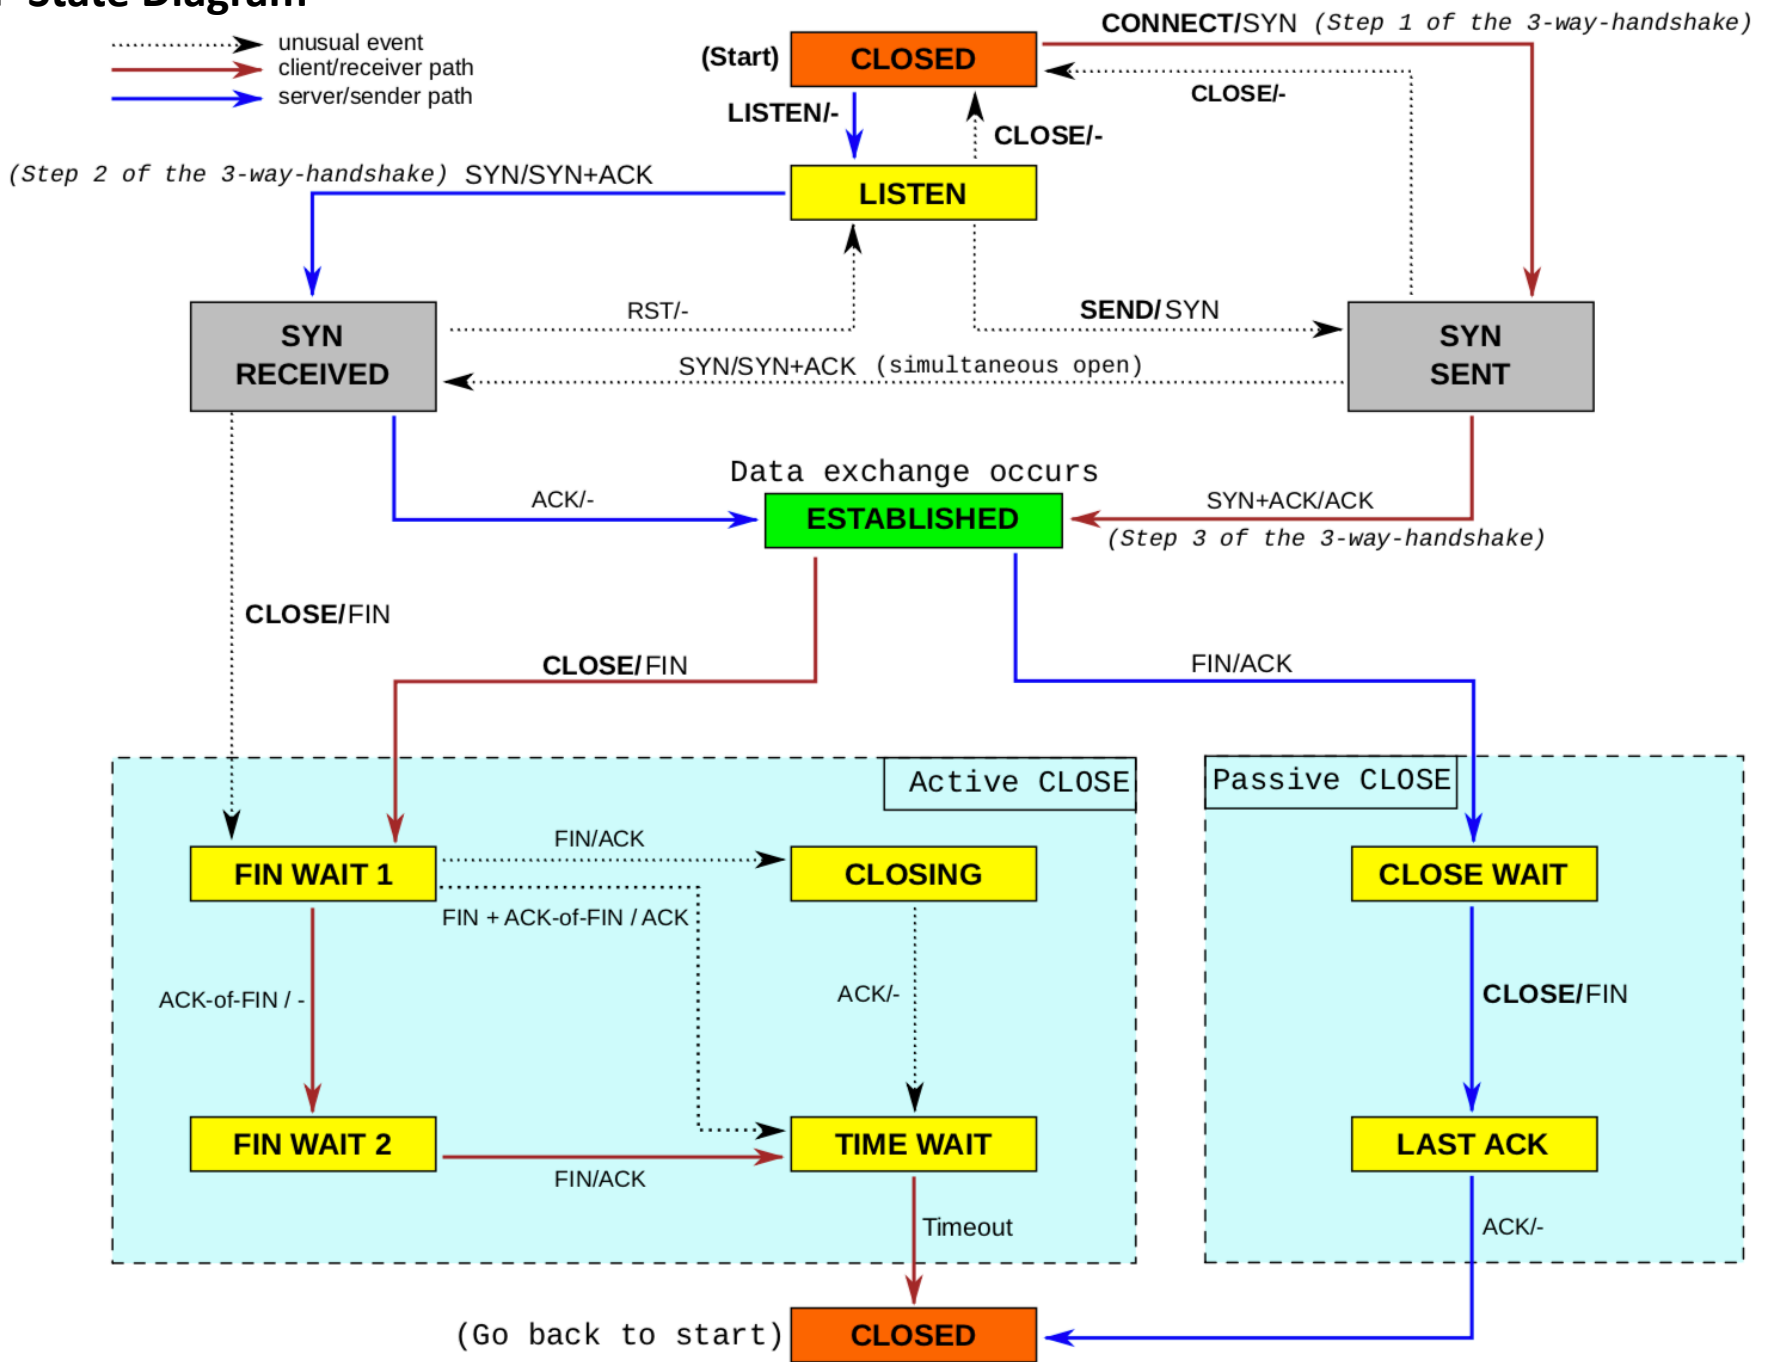 State Diagram
unusual event
client/receiver path
server/sender path
CONNECT/SYN (Step 1 of the 3-way-handshake)
(Start)
CLOSED
CLOSE/-
LISTEN/-
CLOSE/-
(Step 2 of the 3-way-handshake) SYN/SYN+ACK
LISTEN
RST/-
SEND/SYN
SYN
RECEIVED
SYN
SENT
SYN/SYN+ACK (simultaneous open)
Data exchange occurs
ACK/-
ESTABLISHED
SYN+ACK/ACK
(Step 3 of the 3-way-handshake)
CLOSE/FIN
CLOSE/FIN
FIN/ACK
Active CLOSE
Passive CLOSE
FIN WAIT 1
FIN/ACK
CLOSING
CLOSE WAIT
FIN + ACK-of-FIN / ACK
ACK-of-FIN / -
ACK/-
CLOSE/FIN
FIN WAIT 2
TIME WAIT
LAST ACK
FIN/ACK
Timeout
ACK/-
(Go back to start)
CLOSED